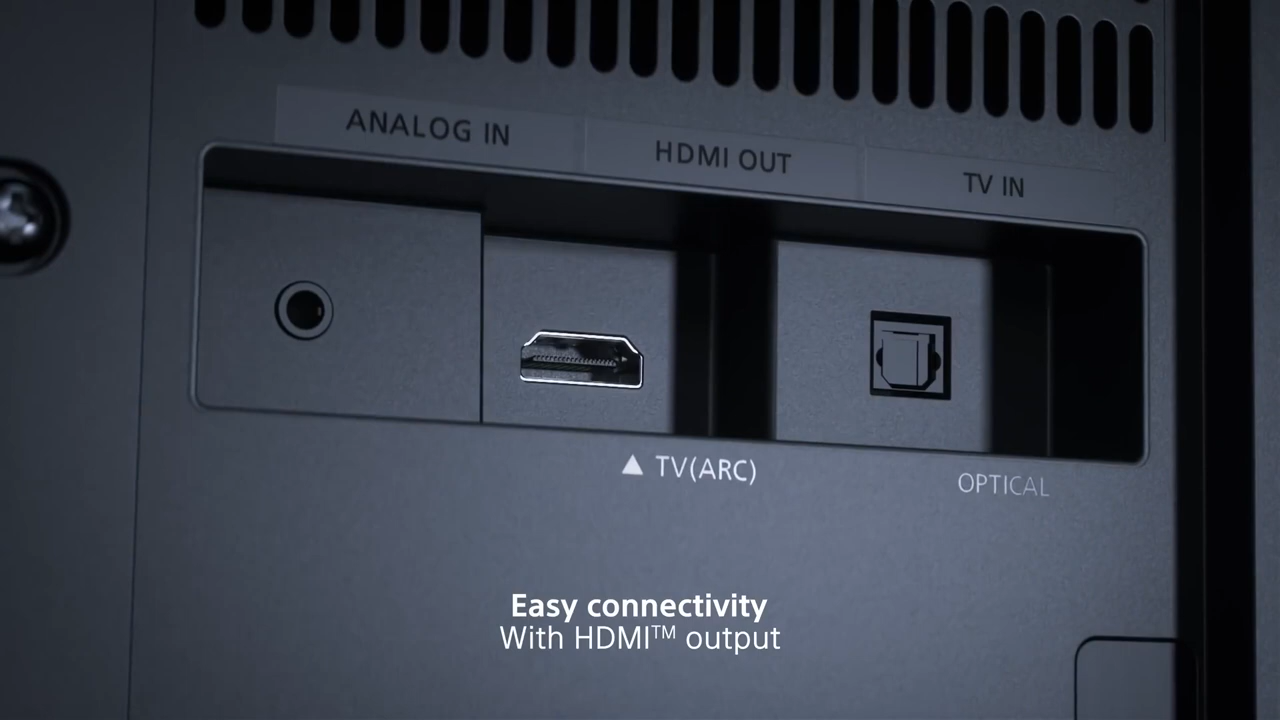 ANALOG IN
HDMI OUT
TV IN
▲ TV(ARC)
OPTICAL
Easy connectivity
With HDMI™ output